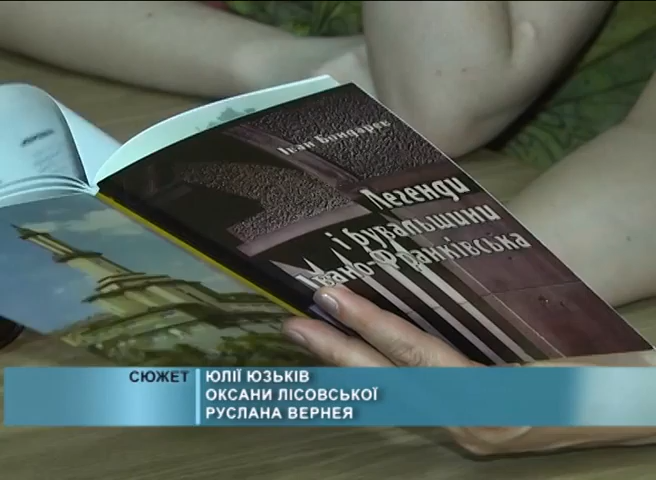 Іван Бондарев
Легенди
і бувальщини
Івано-Франківська
СЮЖЕТ
ЮЛІЇ ЮЗЬКІВ
ОКСАНИ ЛІСОВСЬКОЇ
РУСЛАНА ВЕРНЕЯ